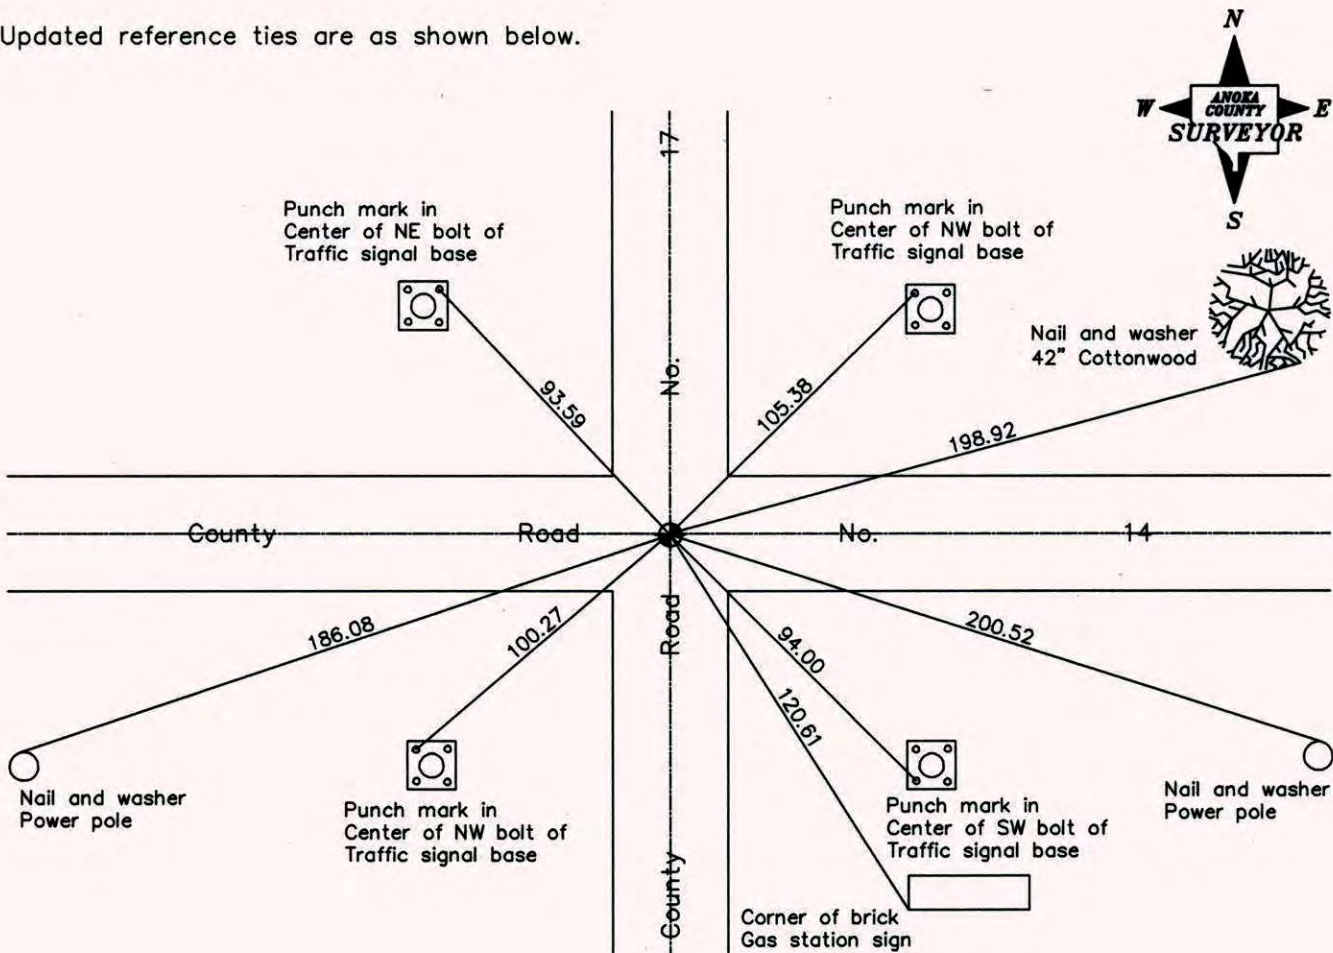 Updated reference ties are as shown below.
N
W
E
S
ANOKA
COUNTY
SURVEYOR
Punch mark in
Center of NE bolt of
Traffic signal base
Punch mark in
Center of NW bolt of
Traffic signal base
Nail and washer
42" Cottonwood
93.59
105.38
198.92
County Road No. 17
County Road No. 14
186.08
100.27
94.00
120.61
200.52
Nail and washer
Power pole
Punch mark in
Center of NW bolt of
Traffic signal base
Punch mark in
Center of SW bolt of
Traffic signal base
Nail and washer
Power pole
Corner of brick
Gas station sign